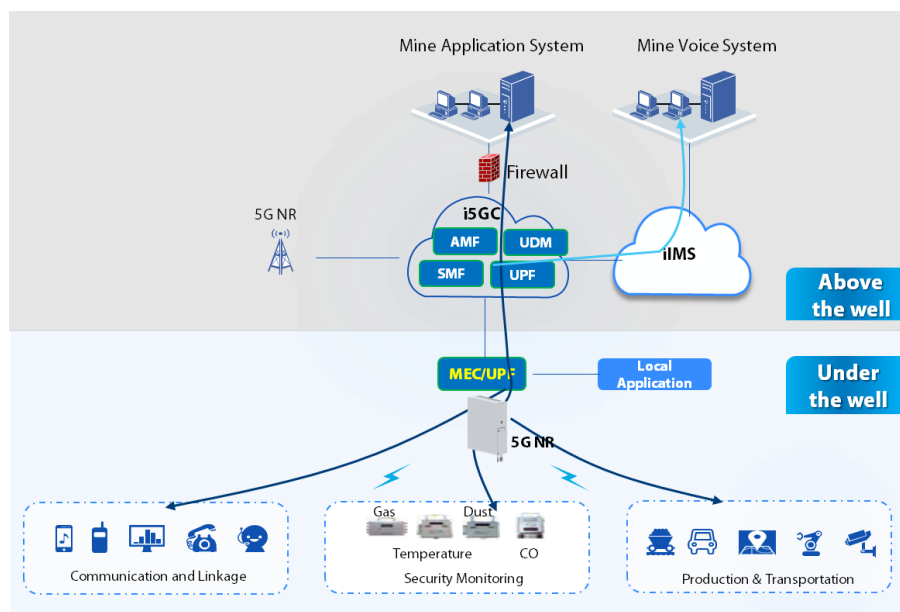 Mine Application System
Mine Voice System
Firewall
5G NR
i5GC
AMF
UDM
SMF
UPF
iIMS
Above
the well
MEC/UPF
Local
Application
Under
the well
5G NR
Gas
Dust
Temperature
CO
Communication and Linkage
Security Monitoring
Production & Transportation